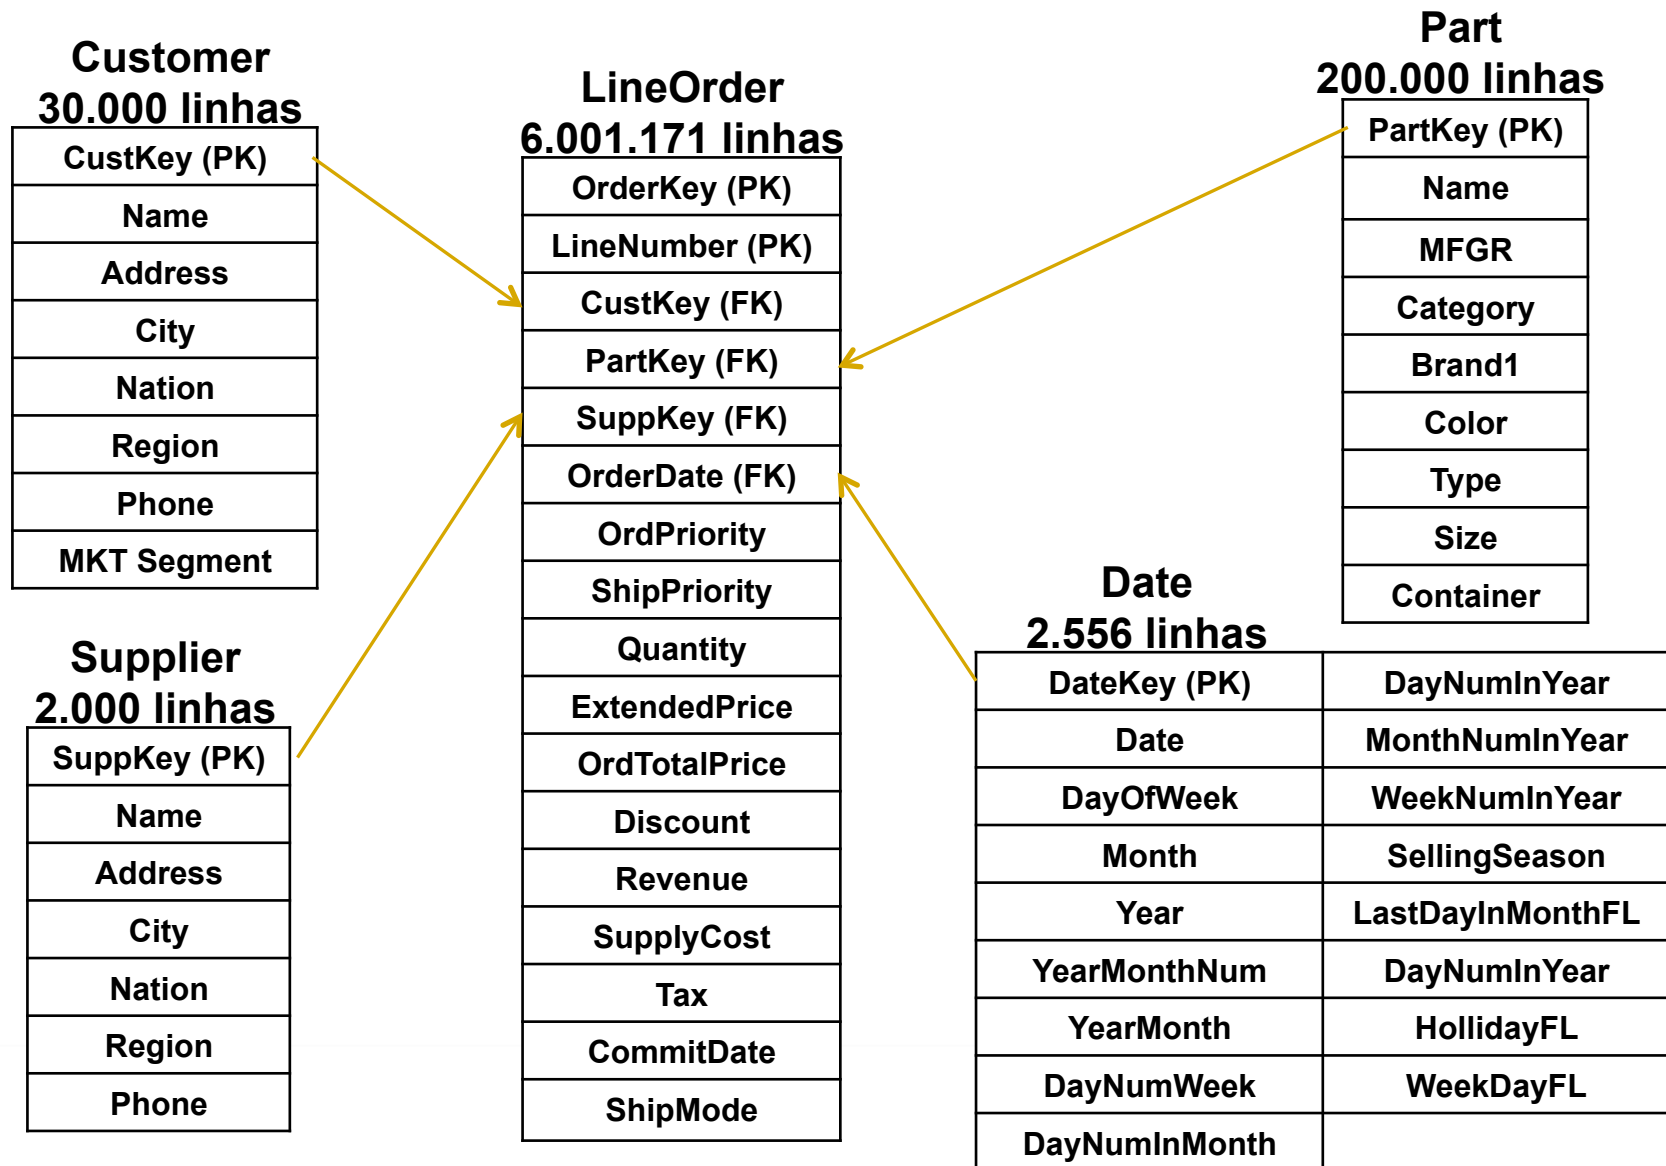 Customer
30.000 linhas
CustKey (PK)
Name
Address
City
Nation
Region
Phone
MKT Segment
Supplier
2.000 linhas
SuppKey (PK)
Name
Address
City
Nation
Region
Phone
LineOrder
6.001.171 linhas
OrderKey (PK)
LineNumber (PK)
CustKey (FK)
PartKey (FK)
SuppKey (FK)
OrderDate (FK)
OrdPriority
ShipPriority
Quantity
ExtendedPrice
OrdTotalPrice
Discount
Revenue
SupplyCost
Tax
CommitDate
ShipMode
Part
200.000 linhas
PartKey (PK)
Name
MFGR
Category
Brand1
Color
Type
Size
Container
Date
2.556 linhas
DateKey (PK) DayNumInYear
Date MonthNumInYear
DayOfWeek WeekNumInYear
Month SellingSeason
Year LastDayInMonthFL
YearMonthNum DayNumInYear
YearMonth HollidayFL
DayNumWeek WeekDayFL
DayNumInMonth